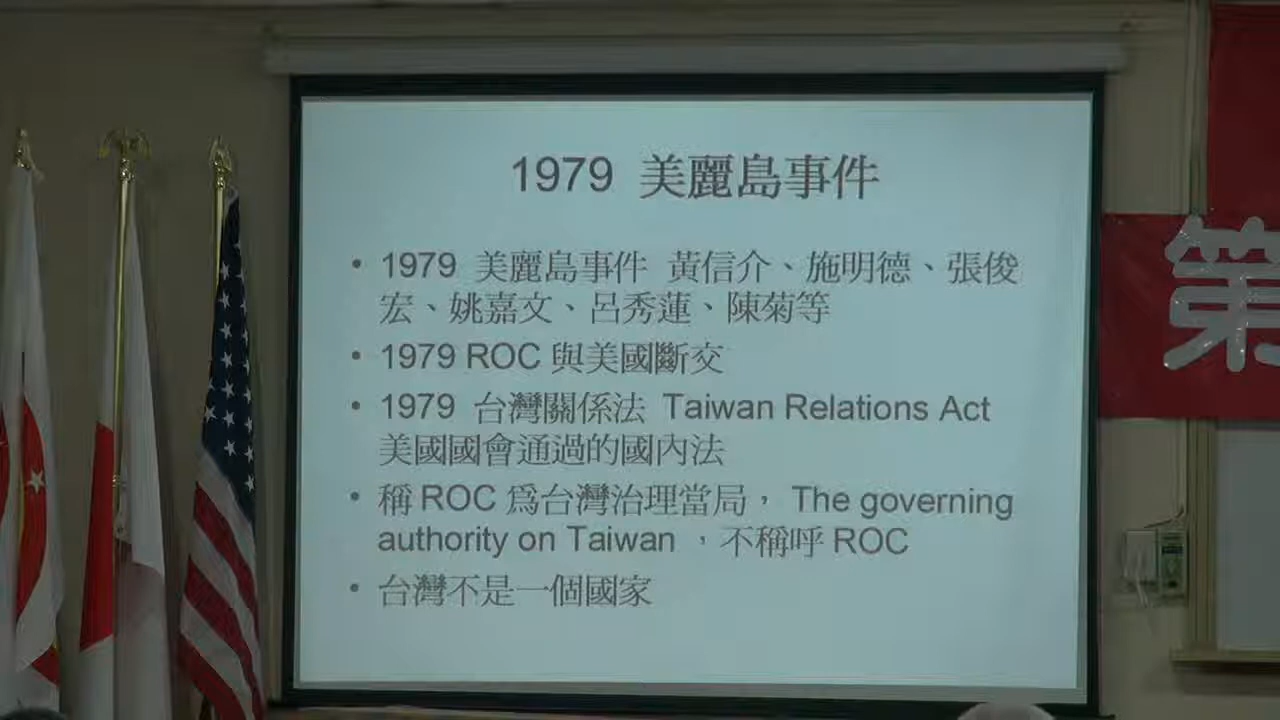 1979 美麗島事件
• 1979 美麗島事件 黃信介、施明德、張俊
宏、姚嘉文、呂秀蓮、陳菊等
• 1979 ROC 與美國斷交
• 1979 台灣關係法 Taiwan Relations Act
美國國會通過的國內法
• 稱 ROC 為台灣治理當局， The governing
authority on Taiwan ，不稱呼 ROC
• 台灣不是一個國家
第